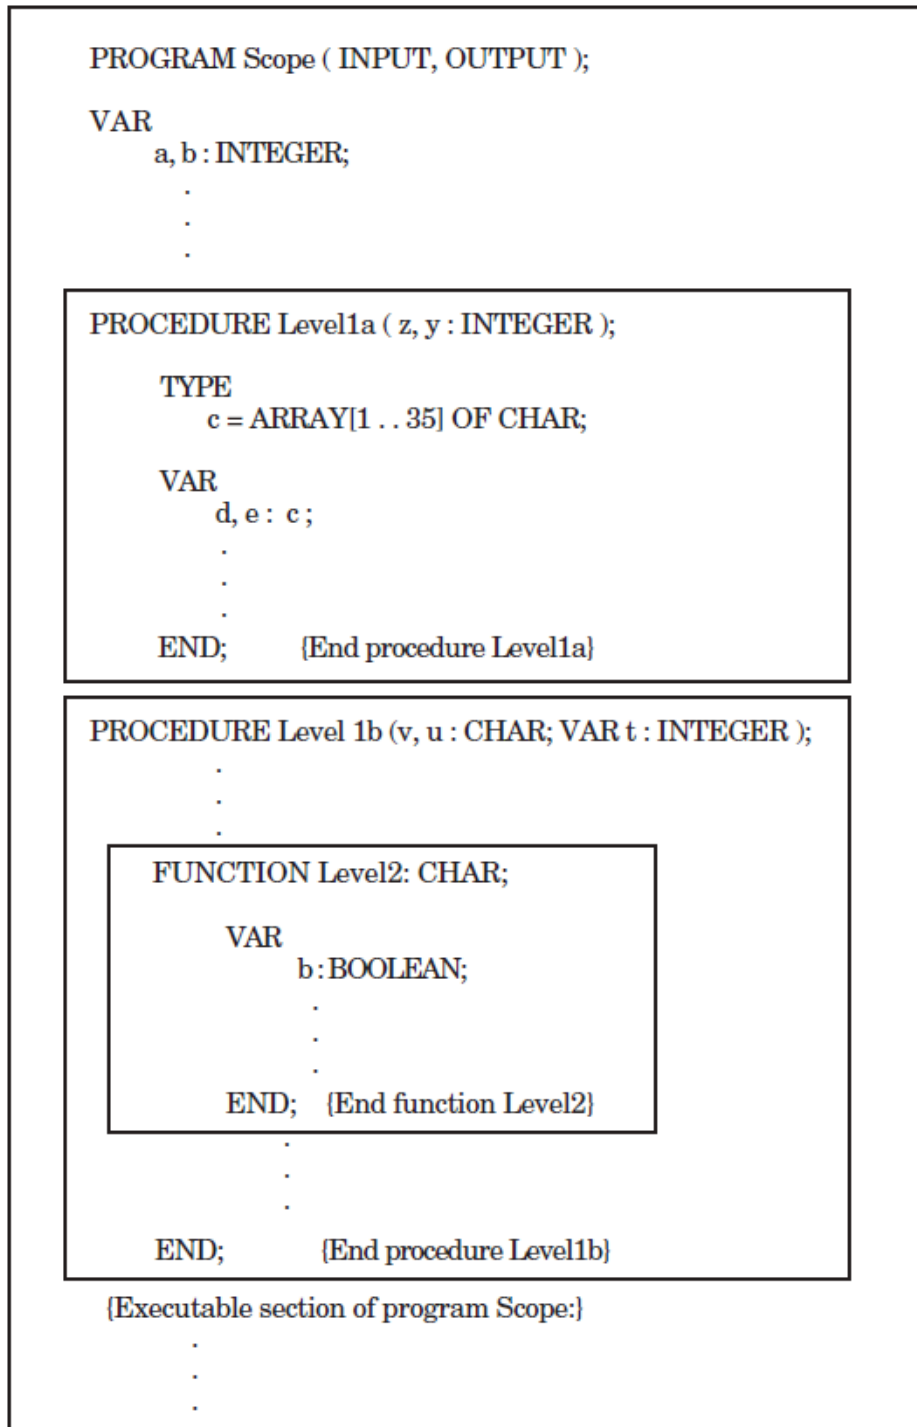 PROGRAM Scope ( INPUT, OUTPUT );
VAR
a, b : INTEGER;
.
.
.
PROCEDURE Level1a ( z, y : INTEGER );
TYPE
c = ARRAY[1 . . 35] OF CHAR;
VAR
d, e : c ;
.
.
.
END; {End procedure Level1a}
PROCEDURE Level 1b (v, u : CHAR; VAR t : INTEGER );
.
.
.
FUNCTION Level2: CHAR;
VAR
b : BOOLEAN;
.
.
.
END; {End function Level2}
.
.
.
END; {End procedure Level1b}
{Executable section of program Scope:}
.
.
.